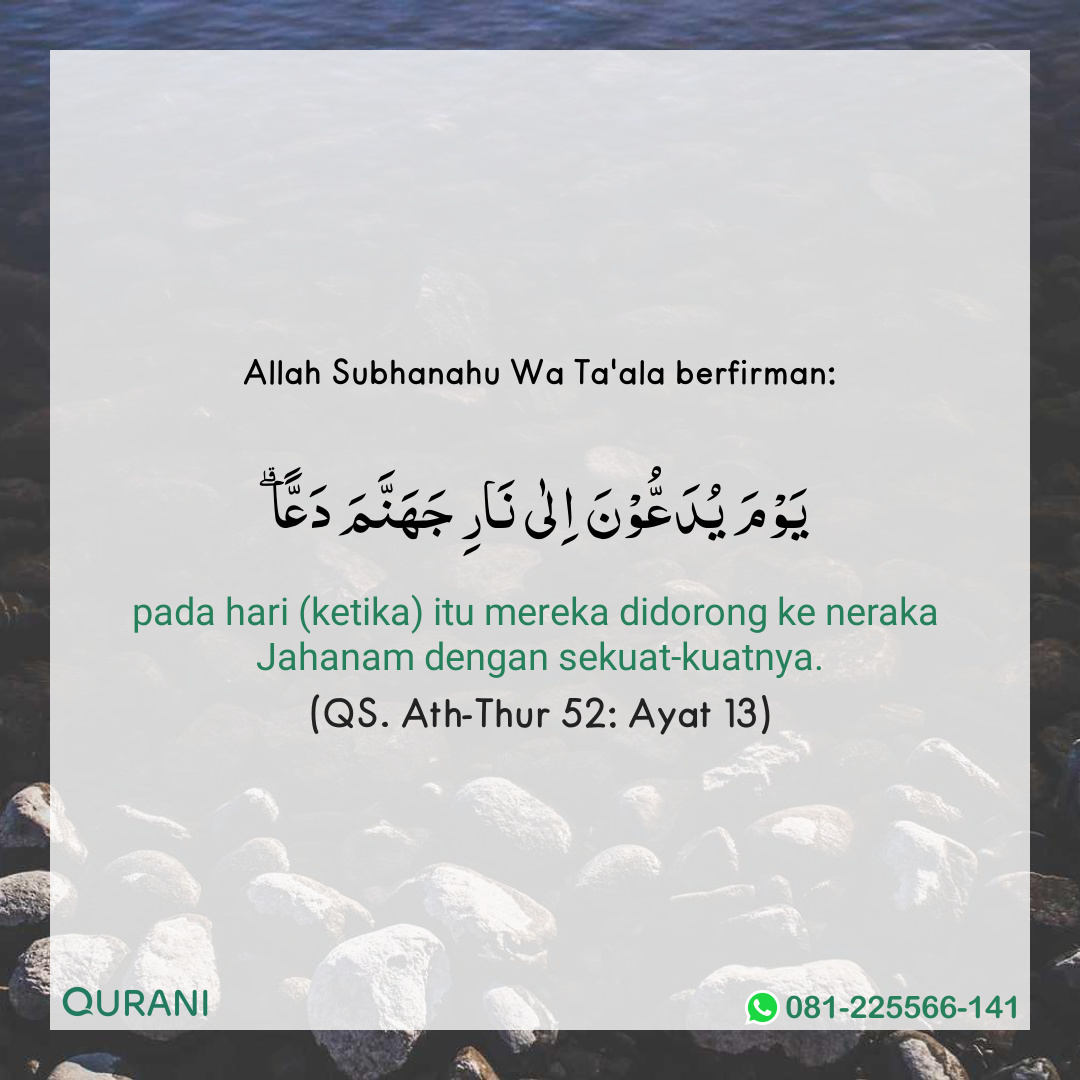 Allah Subhanahu Wa Ta'ala berfirman:
يَوْمَ يُدَعُّوْنَ اِلٰى نَارِ جَهَنَّمَ دَعًّاۗ
pada hari (ketika) itu mereka didorong ke neraka
Jahanam dengan sekuat-kuatnya.
(QS. Ath-Thur 52: Ayat 13)
QURANI
081-225566-141